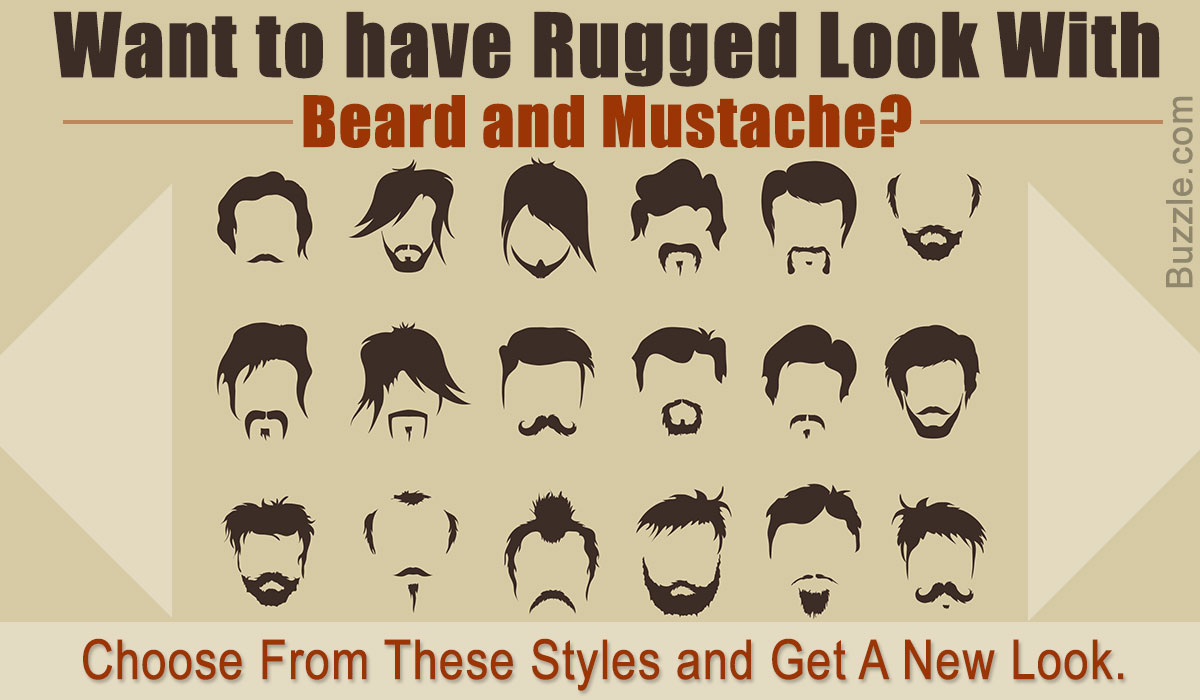 Want to have Rugged Look With
Beard and Mustache?
Buzzle.com
Choose From These Styles and Get A New Look.